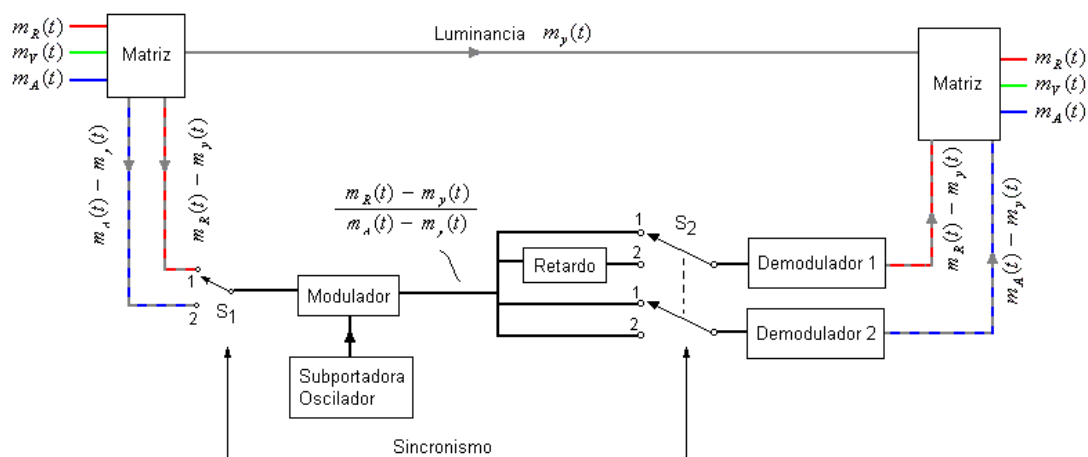 m_R(t)
m_V(t)
m_A(t)
Matriz
Luminancia m_y(t)
Matriz
m_R(t)
m_V(t)
m_A(t)
m_A(t) − m_y(t)
m_R(t) − m_y(t)
m_R(t) − m_y(t)
m_A(t) − m_y(t)
1
2
S1
Modulador
Subportadora
Oscilador
m_R(t) − m_y(t)
m_A(t) − m_y(t)
1
2
S2
Retardo
1
2
Demodulador 1
Demodulador 2
Sincronismo